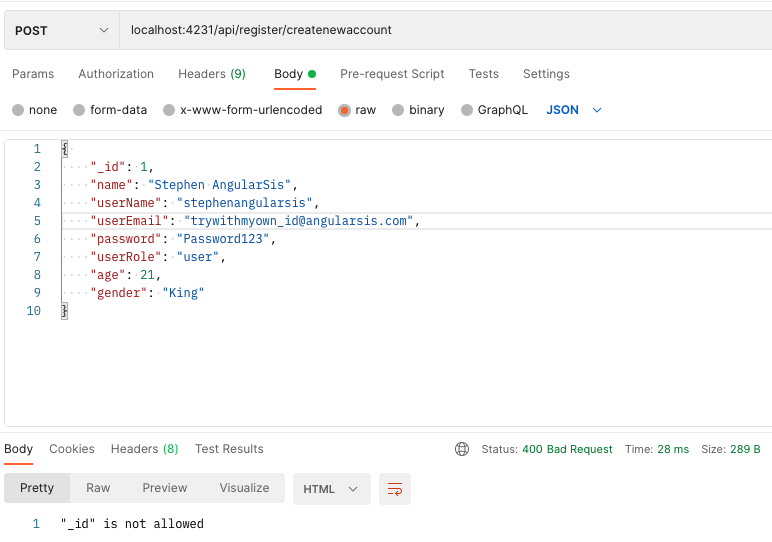 POST localhost:4231/api/register/createnewaccount
Params Authorization Headers (9) Body Pre-request Script Tests Settings
none form-data x-www-form-urlencoded raw binary GraphQL JSON
1 {
2 "_id": 1,
3 "name": "Stephen AngularSis",
4 "userName": "stephenangularsis",
5 "userEmail": "trywithmyown_id@angularsis.com",
6 "password": "Password123",
7 "userRole": "user",
8 "age": 21,
9 "gender": "King"
10 }
Body Cookies Headers (8) Test Results Status: 400 Bad Request Time: 28 ms Size: 289 B
Pretty Raw Preview Visualize HTML
1 "_id" is not allowed